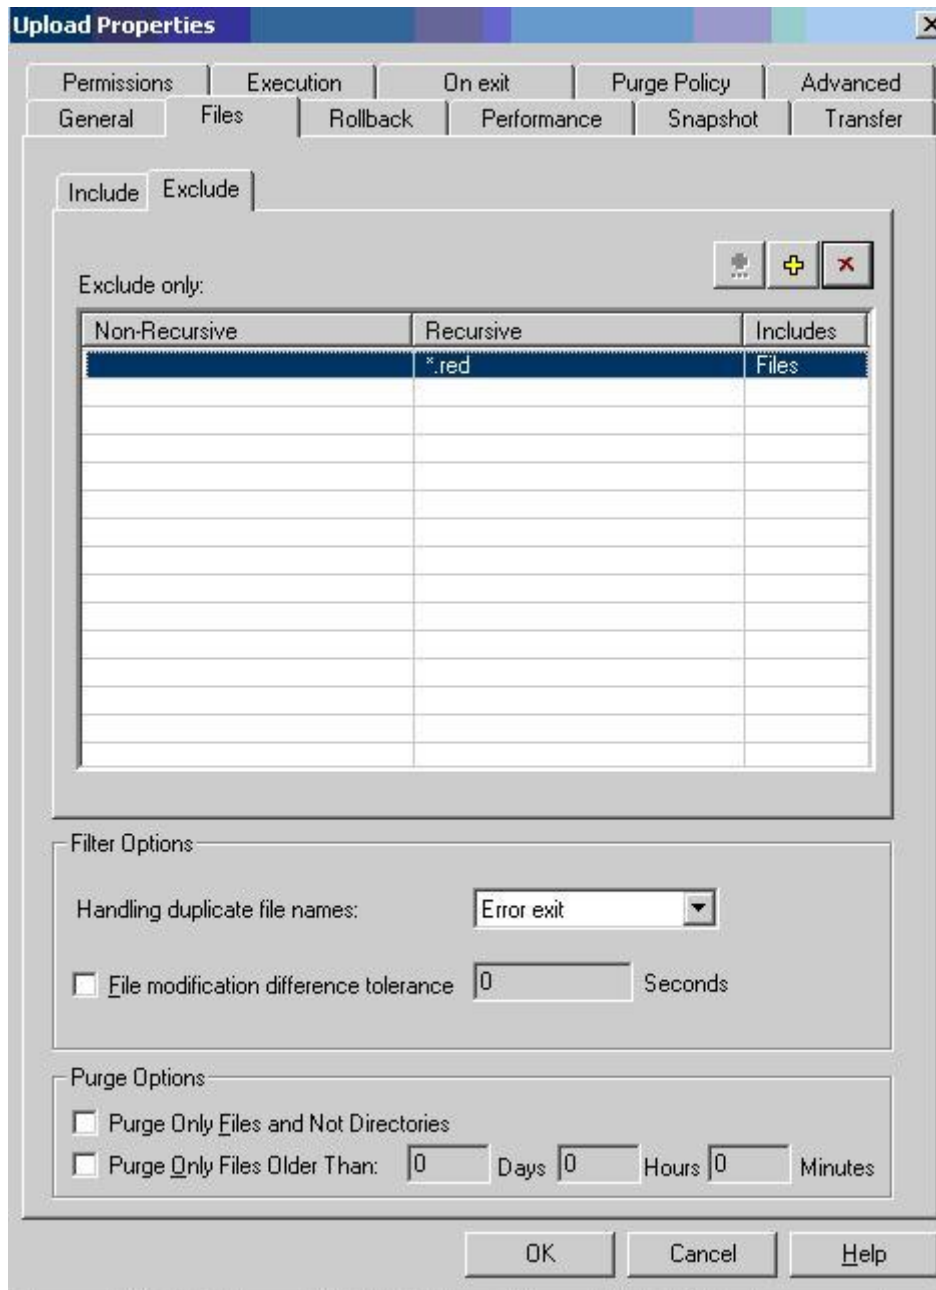 Upload Properties
Permissions Execution On exit Purge Policy Advanced
General Files Rollback Performance Snapshot Transfer
Include Exclude
Exclude only:
Non-Recursive Recursive Includes
*.red Files
Filter Options
Handling duplicate file names: Error exit
File modification difference tolerance 0 Seconds
Purge Options
Purge Only Files and Not Directories
Purge Only Files Older Than: 0 Days 0 Hours 0 Minutes
OK Cancel Help